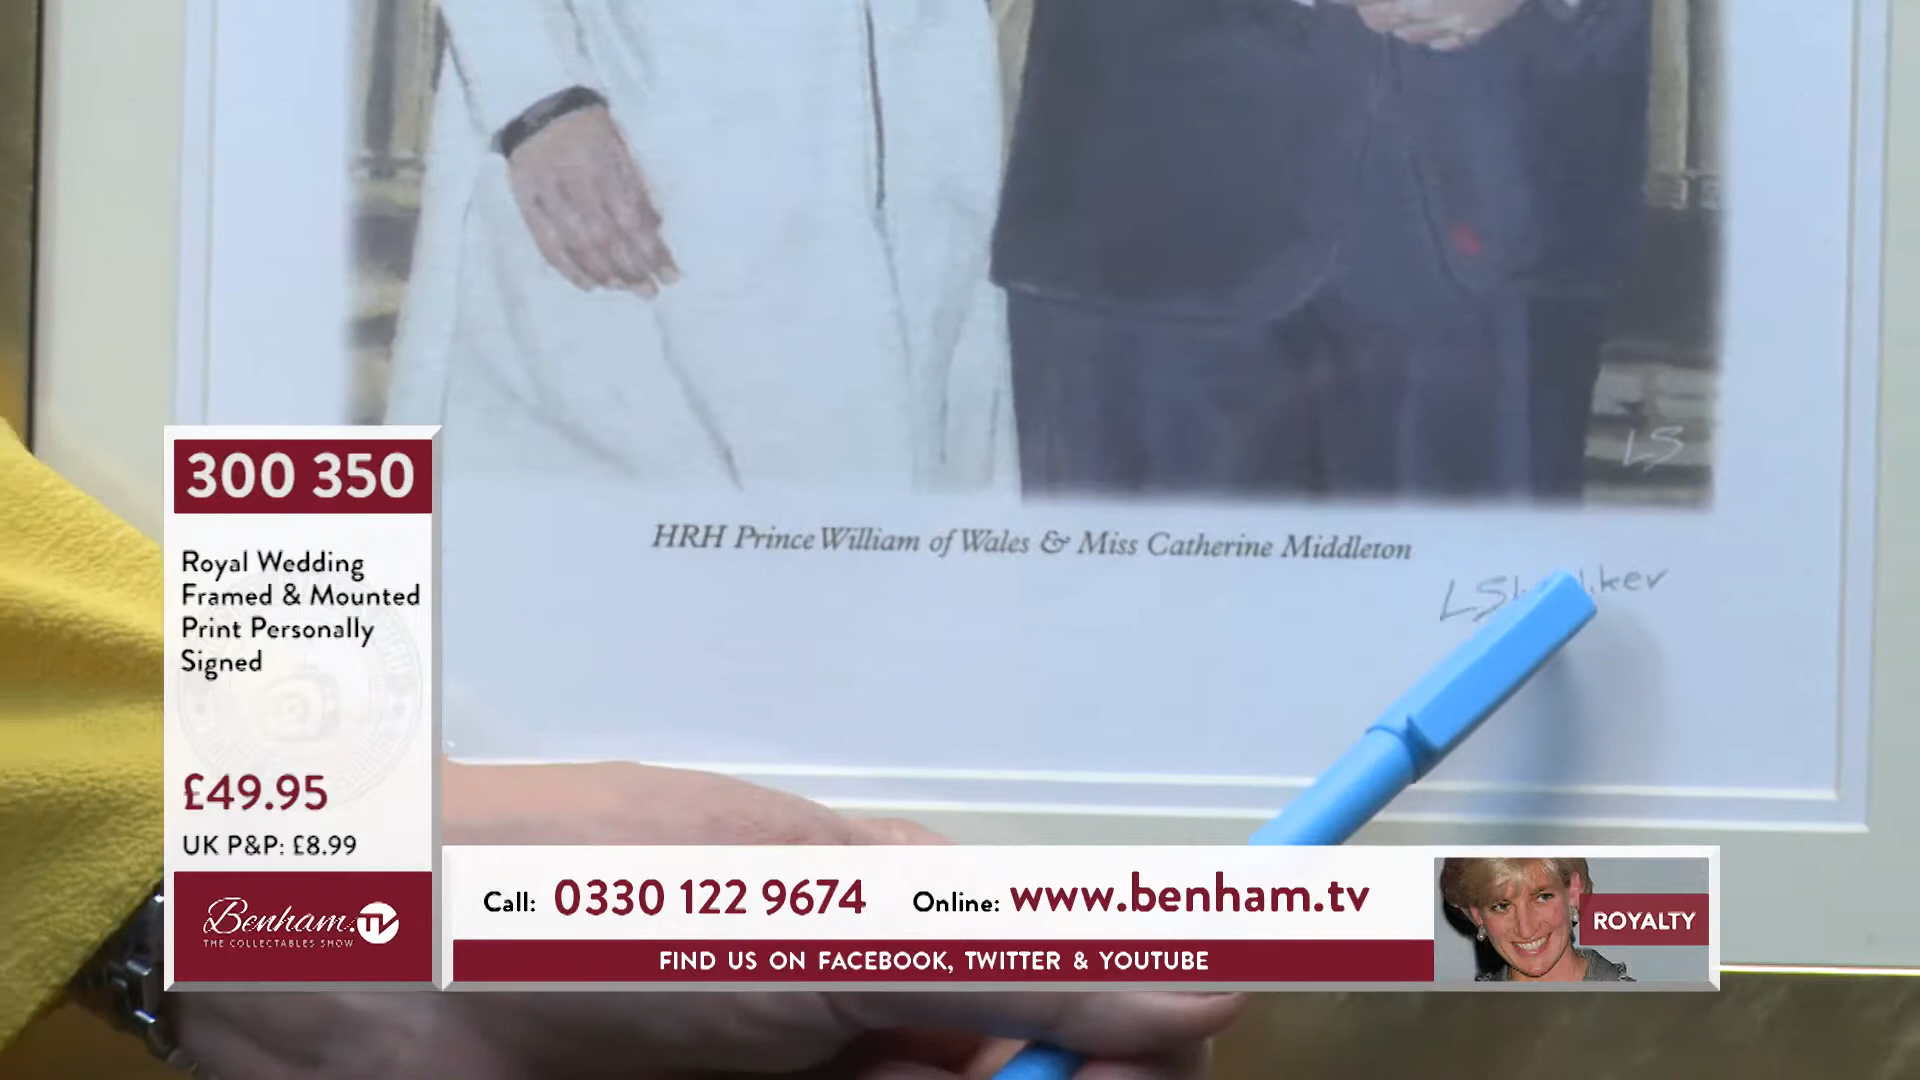 LS
HRH Prince William of Wales & Miss Catherine Middleton
300 350
Royal Wedding
Framed & Mounted
Print Personally
Signed
£49.95
UK P&P: £8.99
Benham.TV
THE COLLECTABLES SHOW
Call: 0330 122 9674 Online: www.benham.tv
ROYALTY
FIND US ON FACEBOOK, TWITTER & YOUTUBE